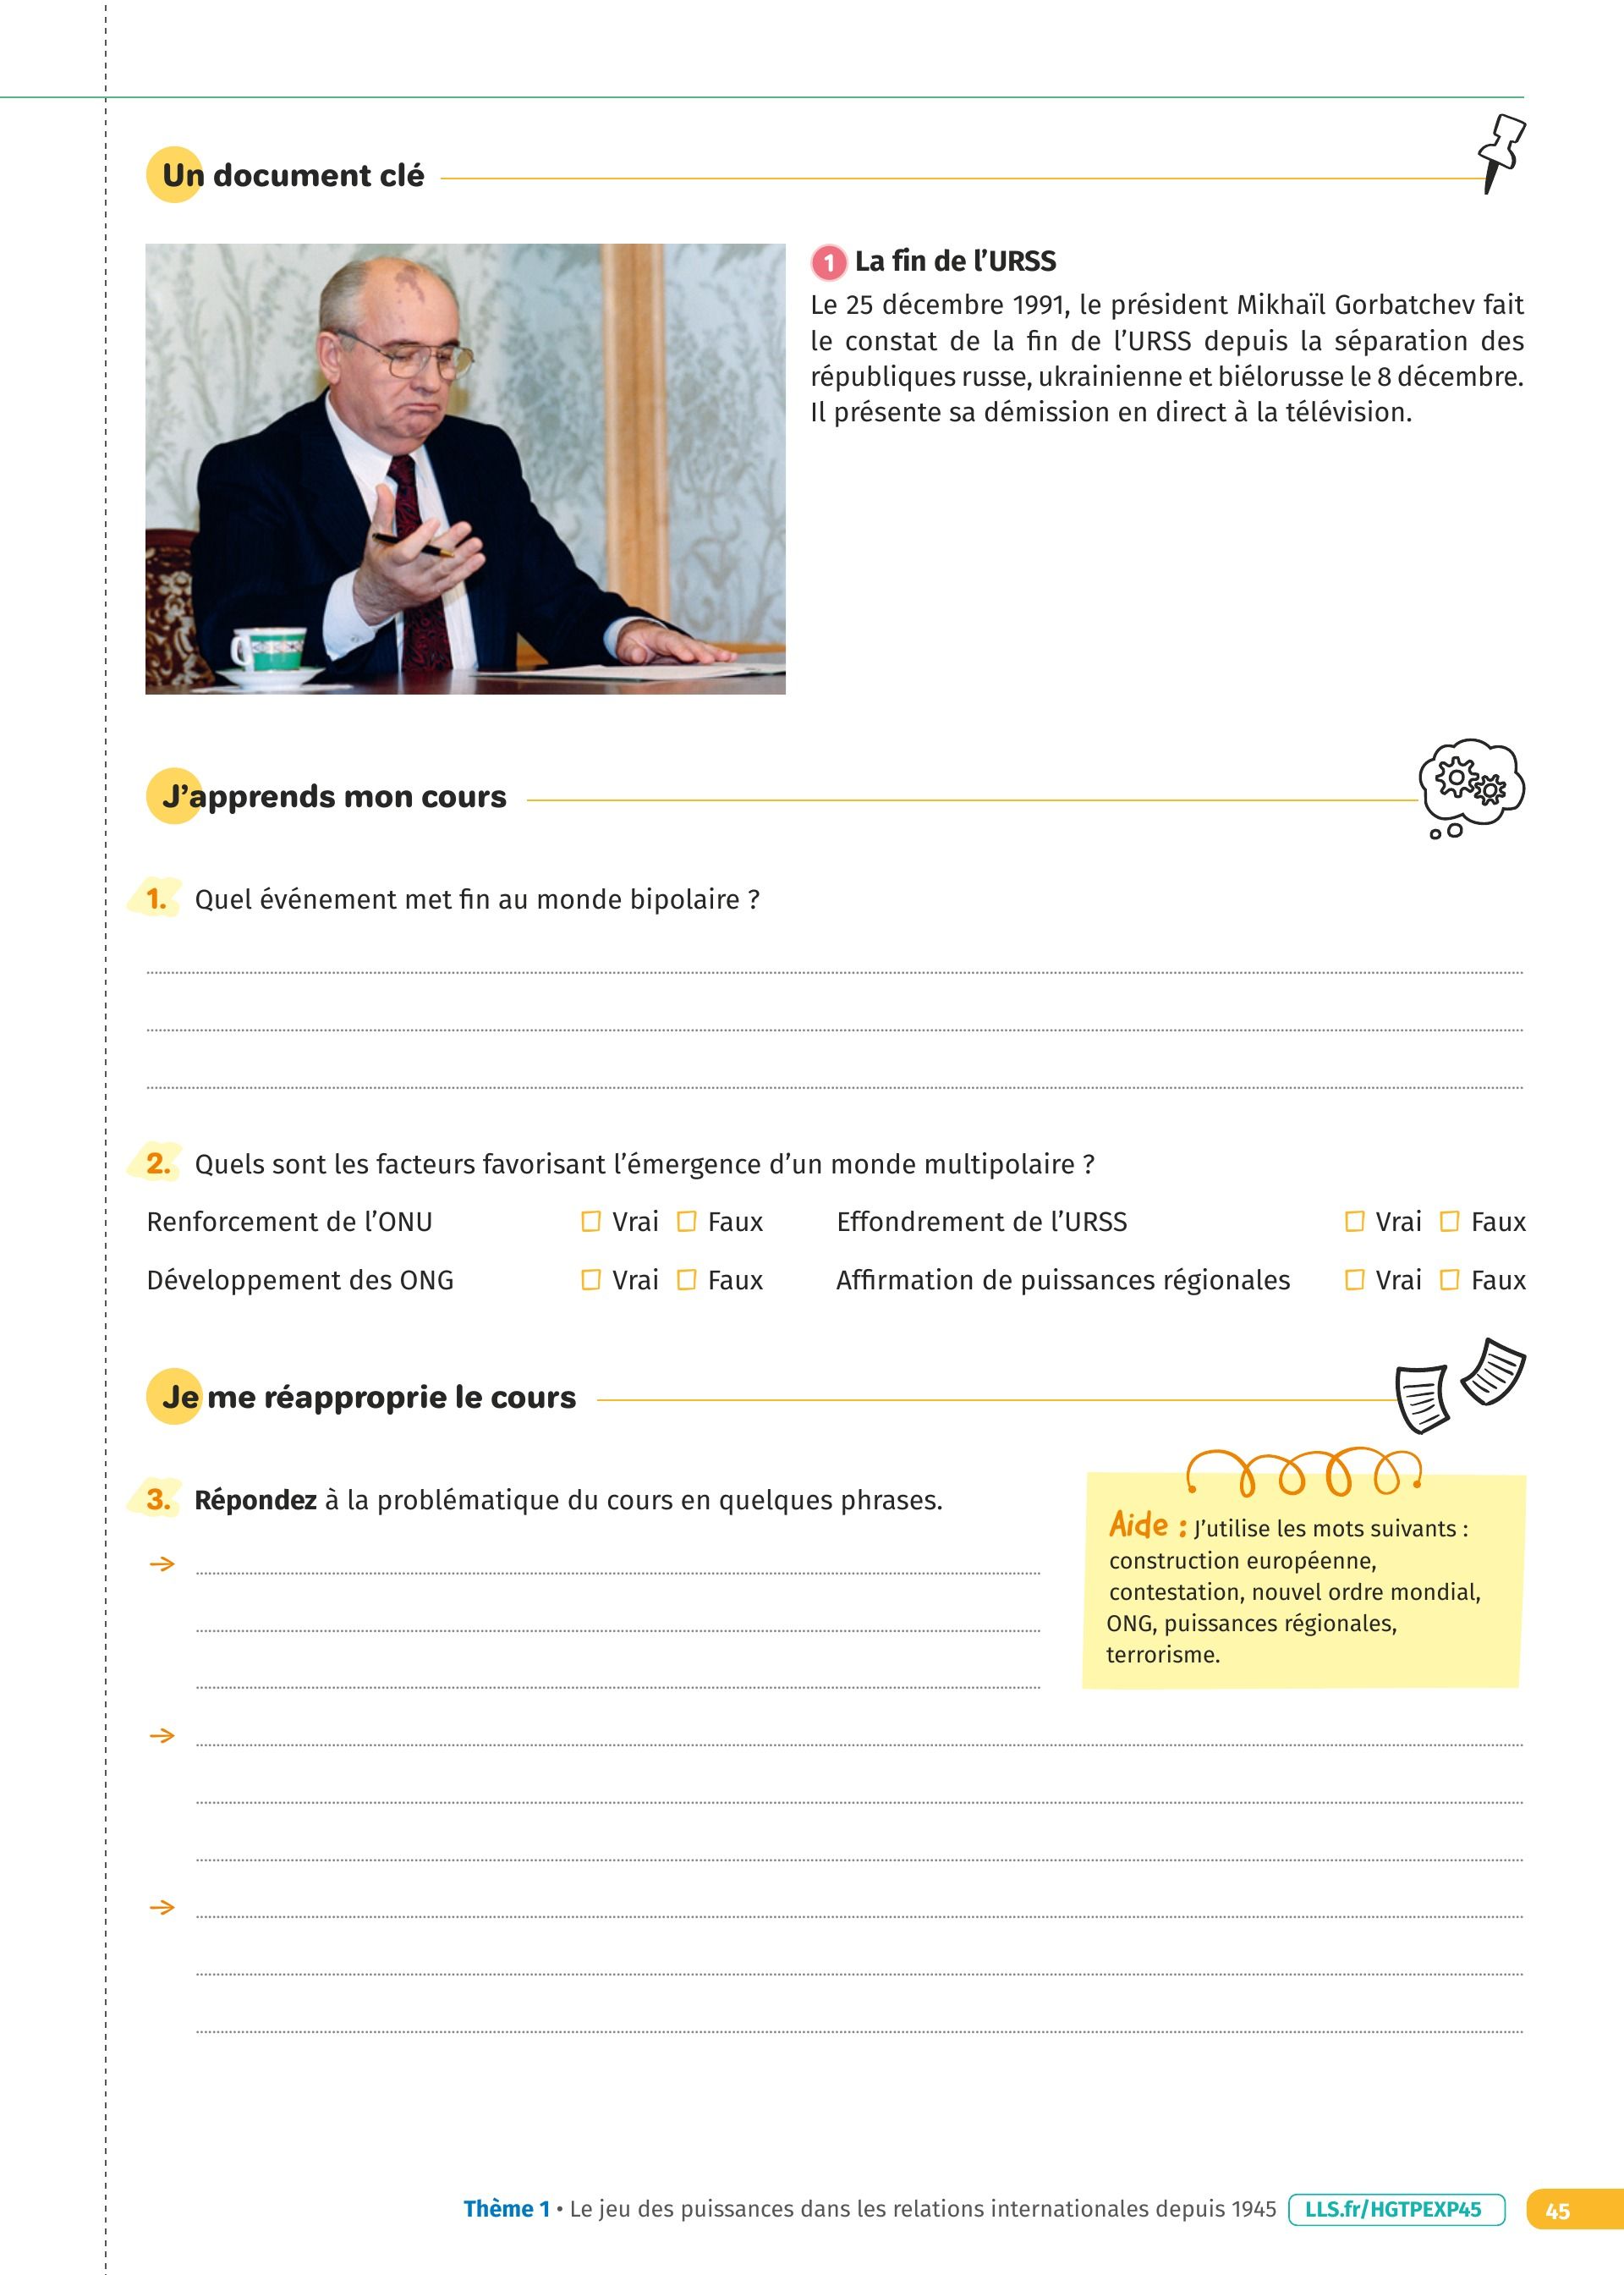 Un document clé
1 La fin de l’URSS
Le 25 décembre 1991, le président Mikhaïl Gorbatchev fait
le constat de la fin de l’URSS depuis la séparation des
républiques russe, ukrainienne et biélorusse le 8 décembre.
Il présente sa démission en direct à la télévision.
J’apprends mon cours
1. Quel événement met fin au monde bipolaire ?
2. Quels sont les facteurs favorisant l’émergence d’un monde multipolaire ?
Renforcement de l’ONU Vrai Faux Effondrement de l’URSS Vrai Faux
Développement des ONG Vrai Faux Affirmation de puissances régionales Vrai Faux
Je me réapproprie le cours
3. Répondez à la problématique du cours en quelques phrases.
Aide : J’utilise les mots suivants :
construction européenne,
contestation, nouvel ordre mondial,
ONG, puissances régionales,
terrorisme.
Thème 1 • Le jeu des puissances dans les relations internationales depuis 1945 LLS.fr/HGTPEXP45 45